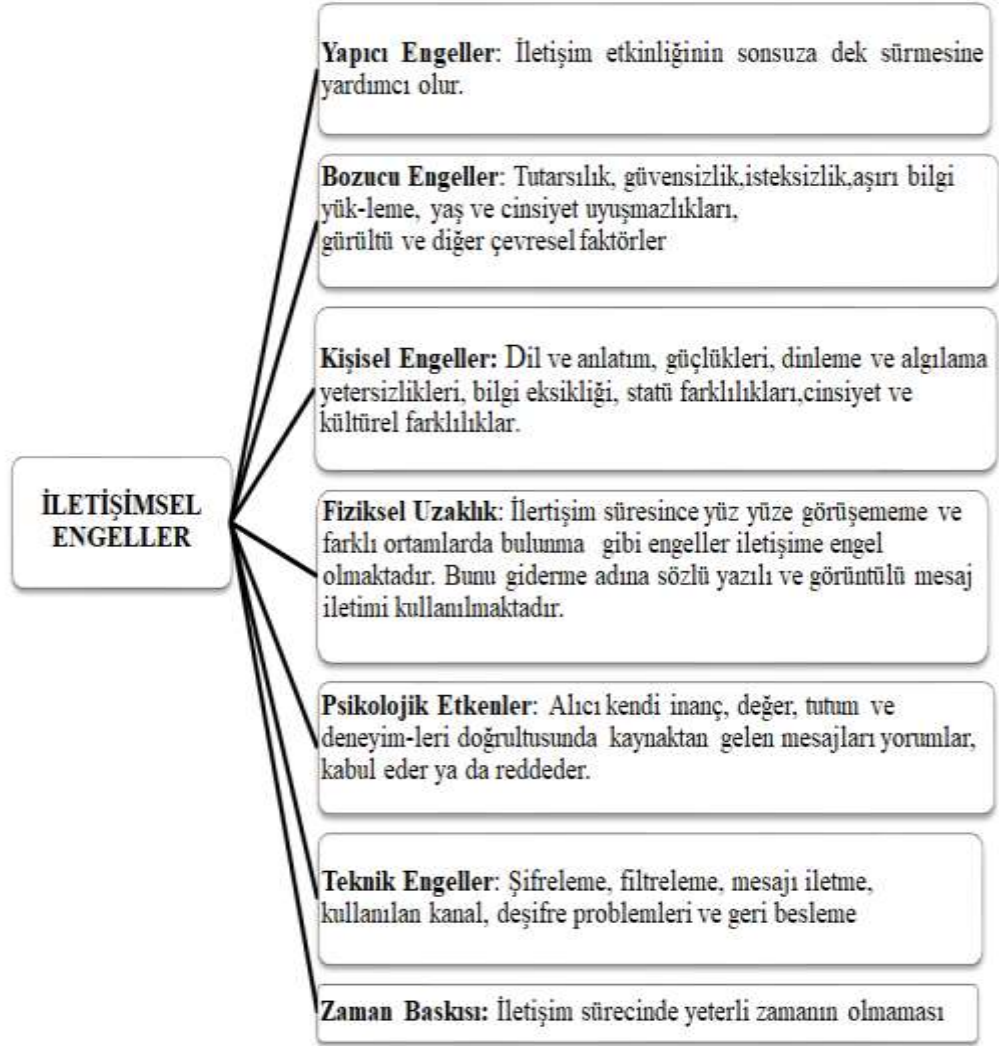 Yapıcı Engeller: İletişim etkinliğinin sonsuza dek sürmesine
yardımcı olur.
Bozucu Engeller: Tutarsılık, güvensizlik,isteksizlik,aşırı bilgi
yük-leme, yaş ve cinsiyet uyuşmazlıkları,
gürültü ve diğer çevresel faktörler
Kişisel Engeller: Dil ve anlatım, güçlükleri, dinleme ve algılama
yetersizlikleri, bilgi eksikliği, statü farklılıkları,cinsiyet ve
kültürel farklılıklar.
İLETİŞİMSEL
ENGELLER
Fiziksel Uzaklık: İlertişim süresince yüz yüze görüşememe ve
farklı ortamlarda bulunma gibi engeller iletişime engel
olmaktadır. Bunu giderme adına sözlü yazılı ve görüntülü mesaj
iletimi kullanılmaktadır.
Psikolojik Etkenler: Alıcı kendi inanç, değer, tutum ve
deneyim-leri doğrultusunda kaynaktan gelen mesajları yorumlar,
kabul eder ya da reddeder.
Teknik Engeller: Şifreleme, filtreleme, mesajı iletme,
kullanılan kanal, deşifre problemleri ve geri besleme
Zaman Baskısı: İletişim sürecinde yeterli zamanın olmaması